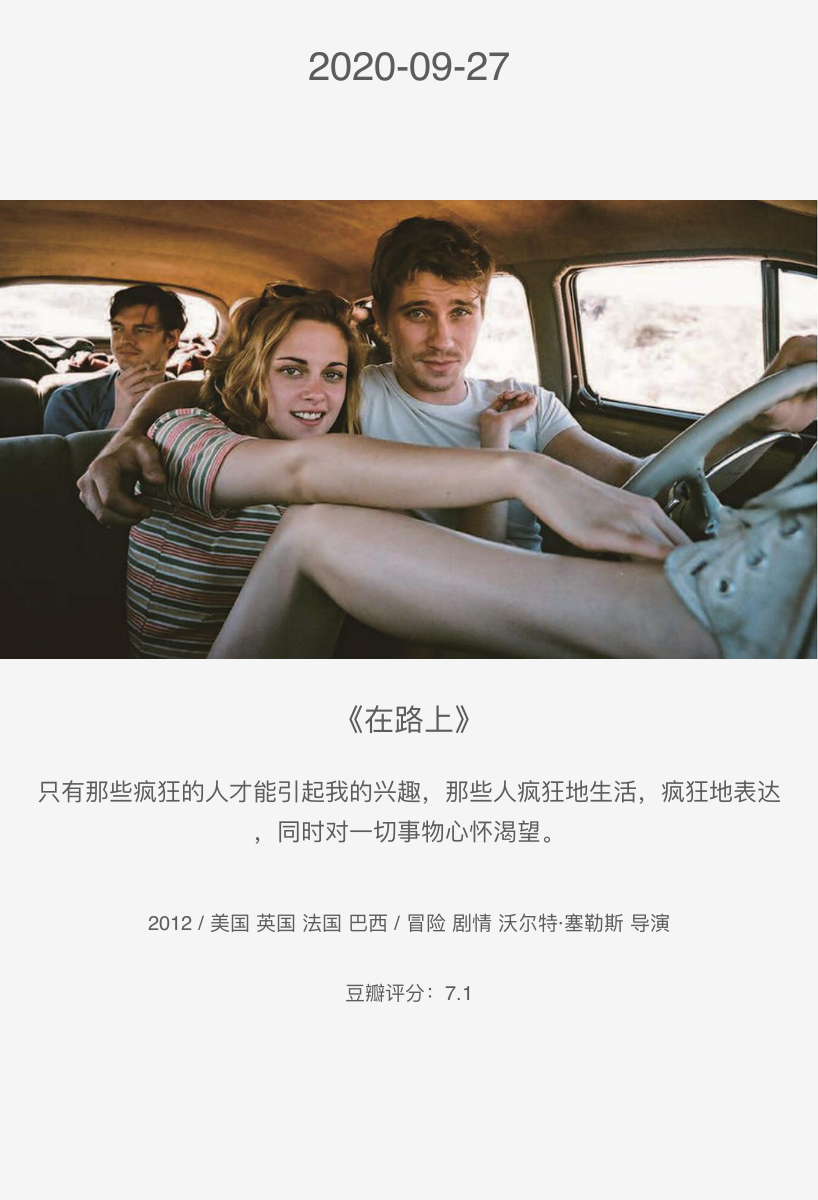 2020-09-27
《在路上》
只有那些疯狂的人才能引起我的兴趣，那些人疯狂地生活，疯狂地表达
，同时对一切事物心怀渴望。
2012 / 美国 英国 法国 巴西 / 冒险 剧情 沃尔特·塞勒斯 导演
豆瓣评分：7.1